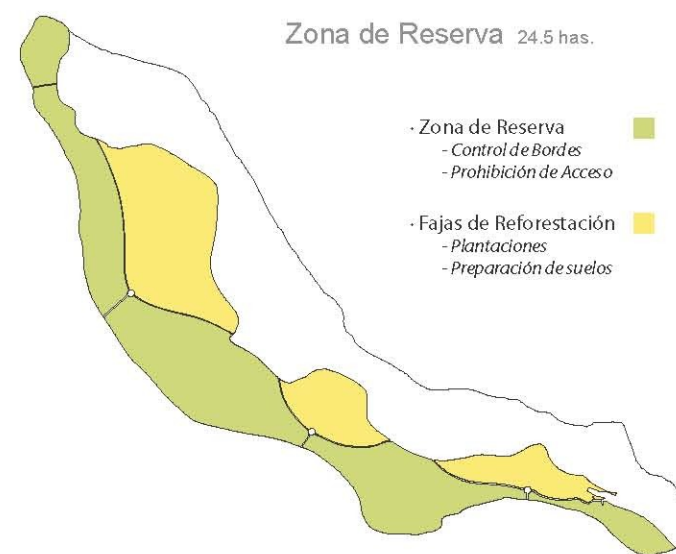 Zona de Reserva 24.5 has.
· Zona de Reserva
- Control de Bordes
- Prohibición de Acceso
· Fajas de Reforestación
- Plantaciones
- Preparación de suelos